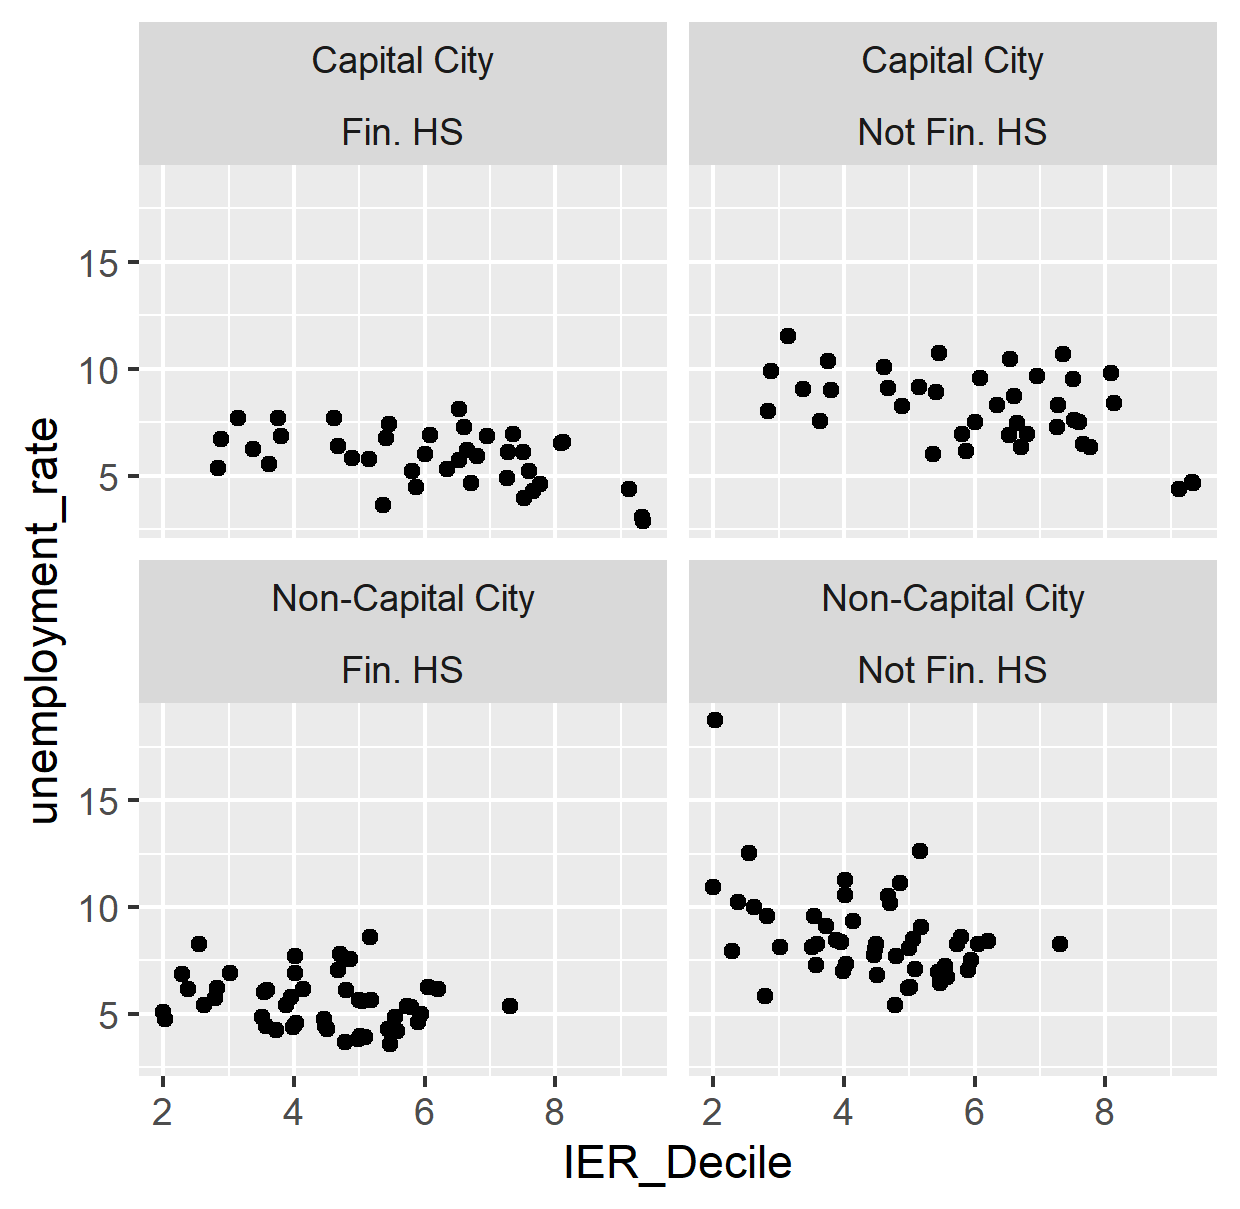 Capital City
Fin. HS
Capital City
Not Fin. HS
15
10
5
Non-Capital City
Fin. HS
Non-Capital City
Not Fin. HS
15
10
5
2 4 6 8
2 4 6 8
IER_Decile
unemployment_rate